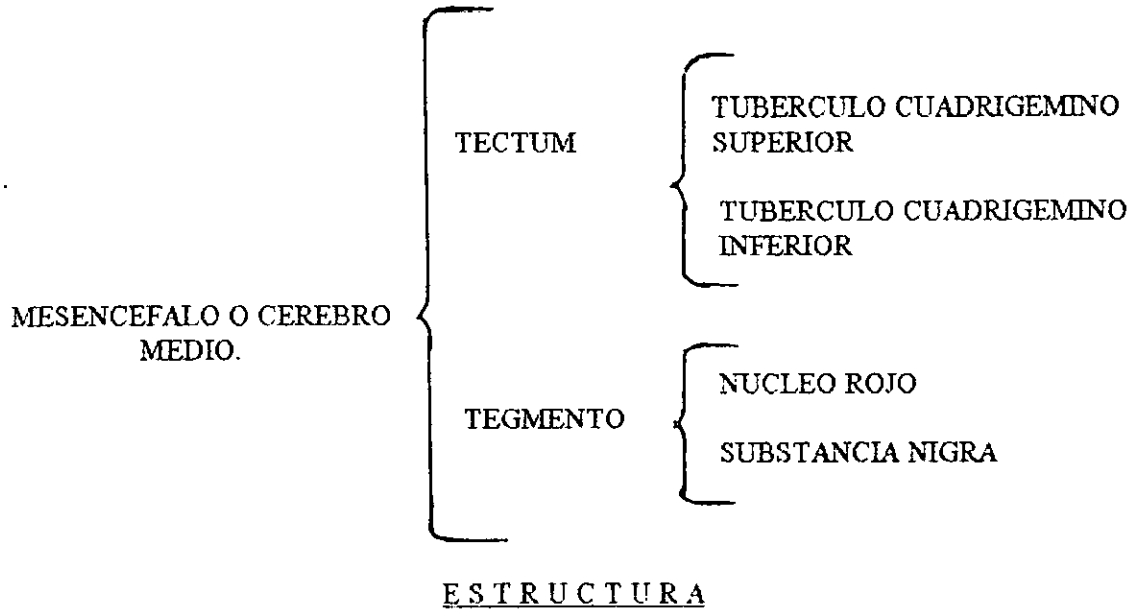 TECTUM
TUBERCULO CUADRIGEMINO
SUPERIOR
TUBERCULO CUADRIGEMINO
INFERIOR
MESENCEFALO O CEREBRO
MEDIO.
TEGMENTO
NUCLEO ROJO
SUBSTANCIA NIGRA
ESTRUCTURA